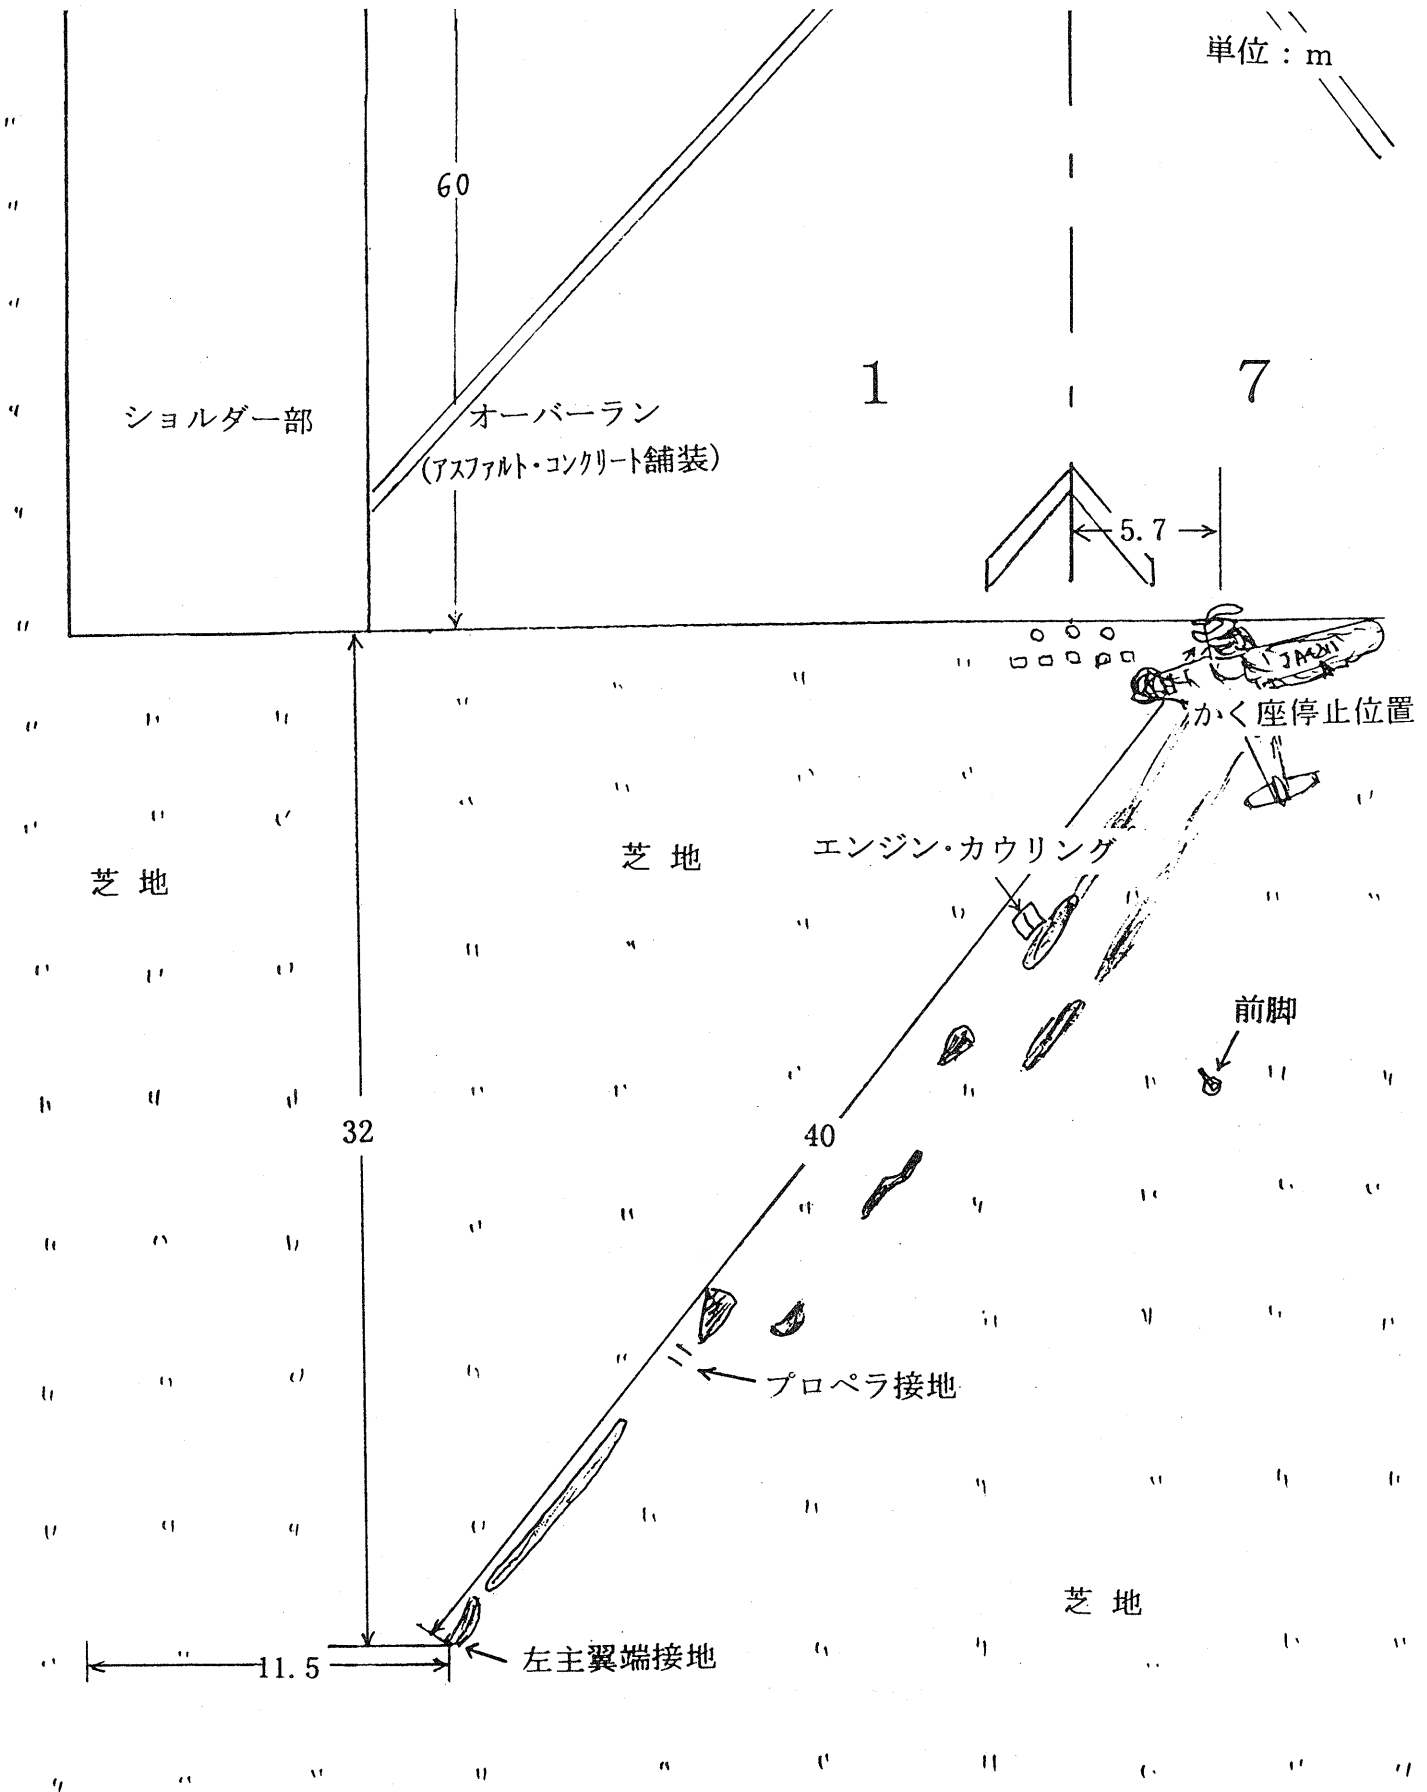 単位：m
60
1 7
ショルダー部
オーバーラン
(アスファルト・コンクリート舗装)
5.7
かく座停止位置
エンジン・カウリング
芝地
芝地
前脚
32
40
プロペラ接地
芝地
左主翼端接地
11.5